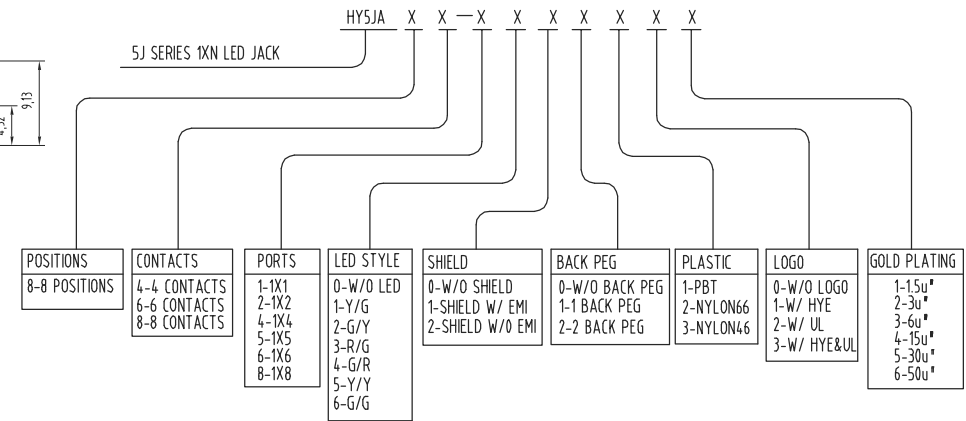 HY5JA X X - X X X X X X X
5J SERIES 1XN LED JACK
9,13
4,32
POSITIONS
8-8 POSITIONS
CONTACTS
4-4 CONTACTS
6-6 CONTACTS
8-8 CONTACTS
PORTS
1-1X1
2-1X2
4-1X4
5-1X5
6-1X6
8-1X8
LED STYLE
0-W/O LED
1-Y/G
2-G/Y
3-R/G
4-G/R
5-Y/Y
6-G/G
SHIELD
0-W/O SHIELD
1-SHIELD W/ EMI
2-SHIELD W/O EMI
BACK PEG
0-W/O BACK PEG
1-1 BACK PEG
2-2 BACK PEG
PLASTIC
1-PBT
2-NYLON66
3-NYLON46
LOGO
0-W/O LOGO
1-W/ HYE
2-W/ UL
3-W/ HYE&UL
GOLD PLATING
1-1.5u"
2-3u"
3-6u"
4-15u"
5-30u"
6-50u"